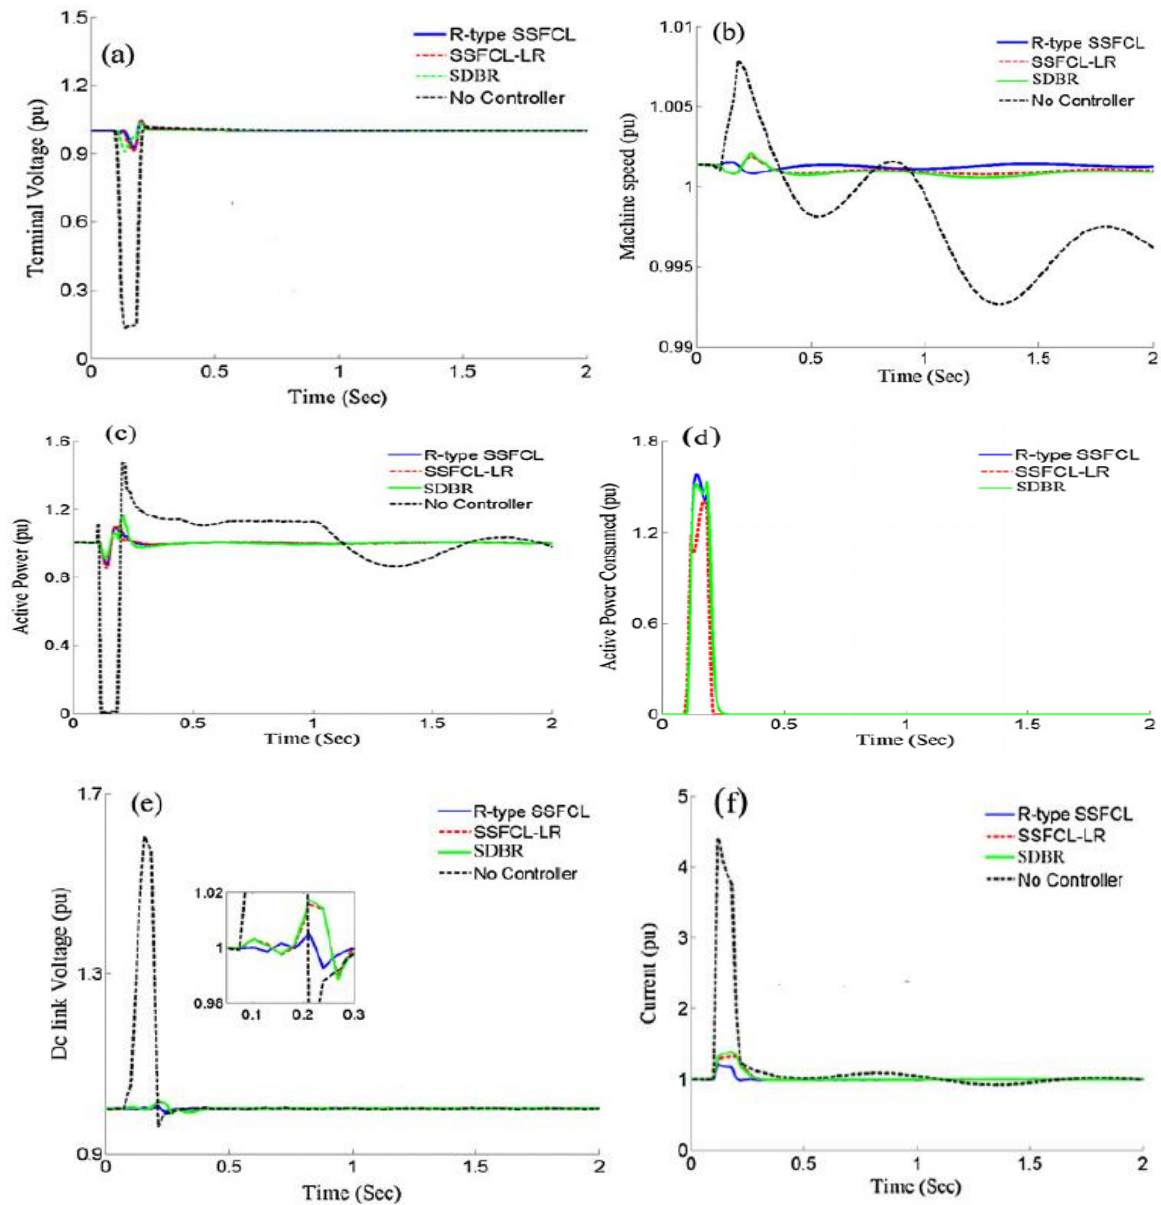 (a)
1.5
1.2
0.9
0.6
0.3
0
Terminal Voltage (pu)
R-type SSFCL
SSFCL-LR
SDBR
No Controller
0 0.5 1 1.5 2
Time (Sec)
(b)
1.01
1.005
1
0.995
0.99
Machine speed (pu)
R-type SSFCL
SSFCL-LR
SDBR
No Controller
0 0.5 1 1.5 2
Time (Sec)
(c)
1.6
1.2
0.8
0.4
0
Active Power (pu)
R-type SSFCL
SSFCL-LR
SDBR
No Controller
0 0.5 1 1.5 2
Time (Sec)
(d)
1.8
1.2
0.6
0
Active Power Consumed (pu)
R-type SSFCL
SSFCL-LR
SDBR
0 0.5 1 1.5 2
Time (Sec)
(e)
1.7
1.3
0.9
Dc link Voltage (pu)
R-type SSFCL
SSFCL-LR
SDBR
No Controller
1.02
1
0.98
0.1 0.2 0.3
0 0.5 1 1.5 2
Time (Sec)
(f)
5
4
3
2
1
0
Current (pu)
R-type SSFCL
SSFCL-LR
SDBR
No Controller
0 0.5 1 1.5 2
Time (Sec)